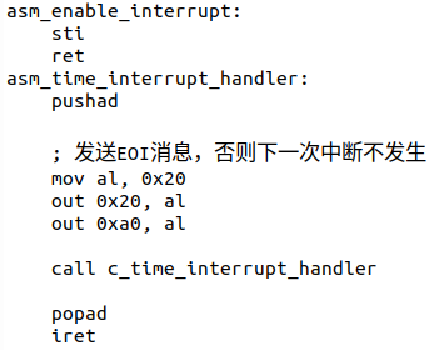 asm_enable_interrupt:
    sti
    ret
asm_time_interrupt_handler:
    pushad
    ; 发送EOI消息，否则下一次中断不发生
    mov al, 0x20
    out 0x20, al
    out 0xa0, al
    call c_time_interrupt_handler
    popad
    iret